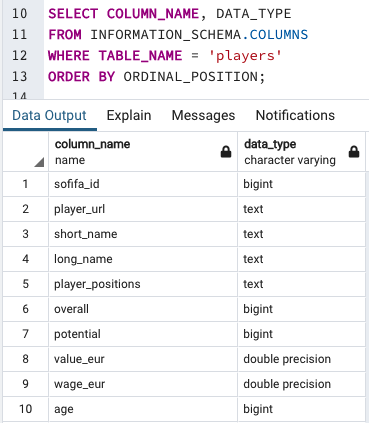 10 SELECT COLUMN_NAME, DATA_TYPE
11 FROM INFORMATION_SCHEMA.COLUMNS
12 WHERE TABLE_NAME = 'players'
13 ORDER BY ORDINAL_POSITION;
14
Data Output Explain Messages Notifications
column_name data_type
name character varying
1 sofifa_id bigint
2 player_url text
3 short_name text
4 long_name text
5 player_positions text
6 overall bigint
7 potential bigint
8 value_eur double precision
9 wage_eur double precision
10 age bigint